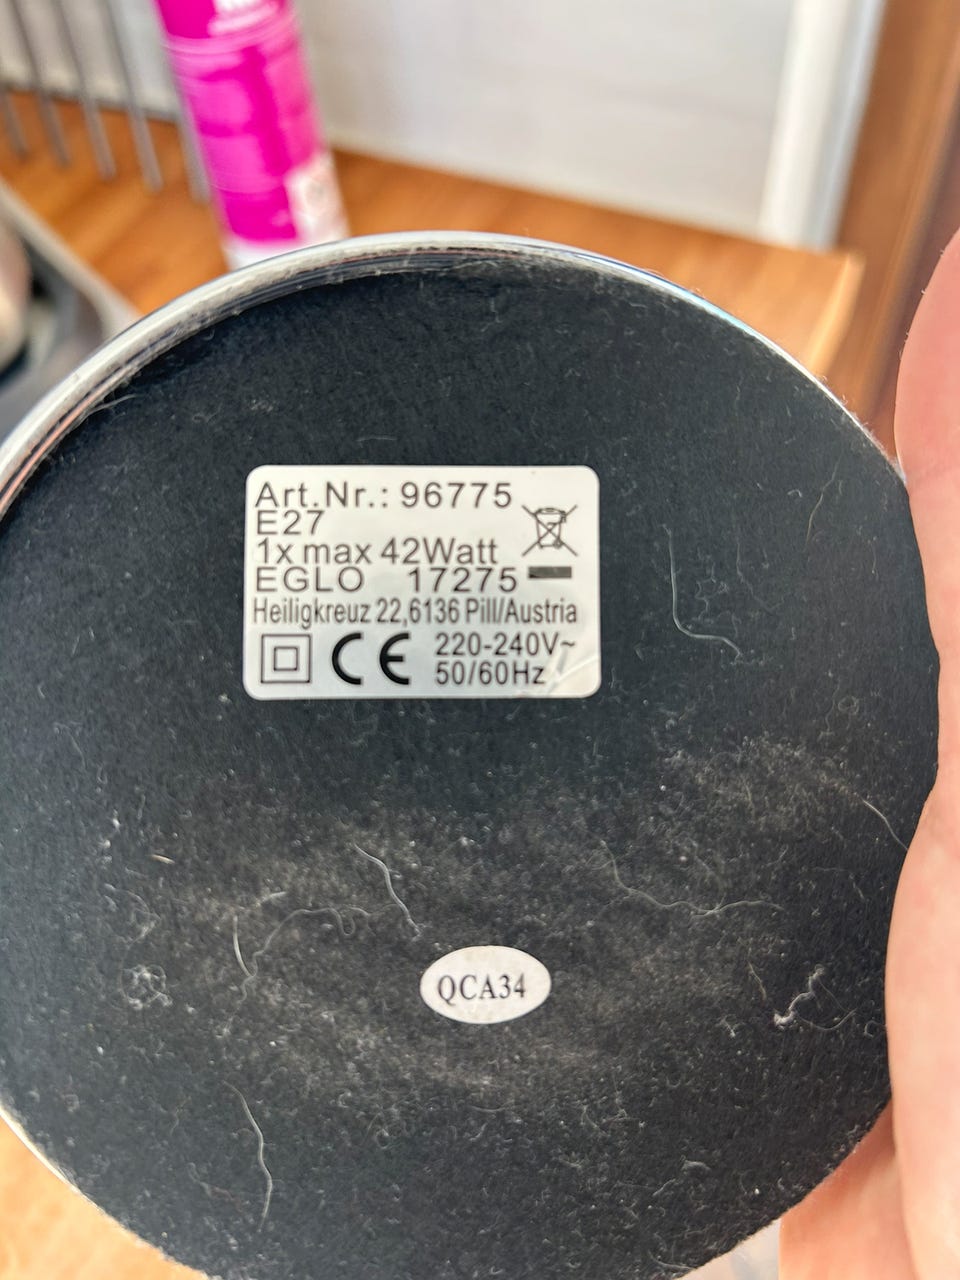 Art.Nr.: 96775
E27
1x max 42Watt
EGLO 17275
Heiligkreuz 22,6136 Pill/Austria
CE 220-240V~
50/60Hz
QCA34